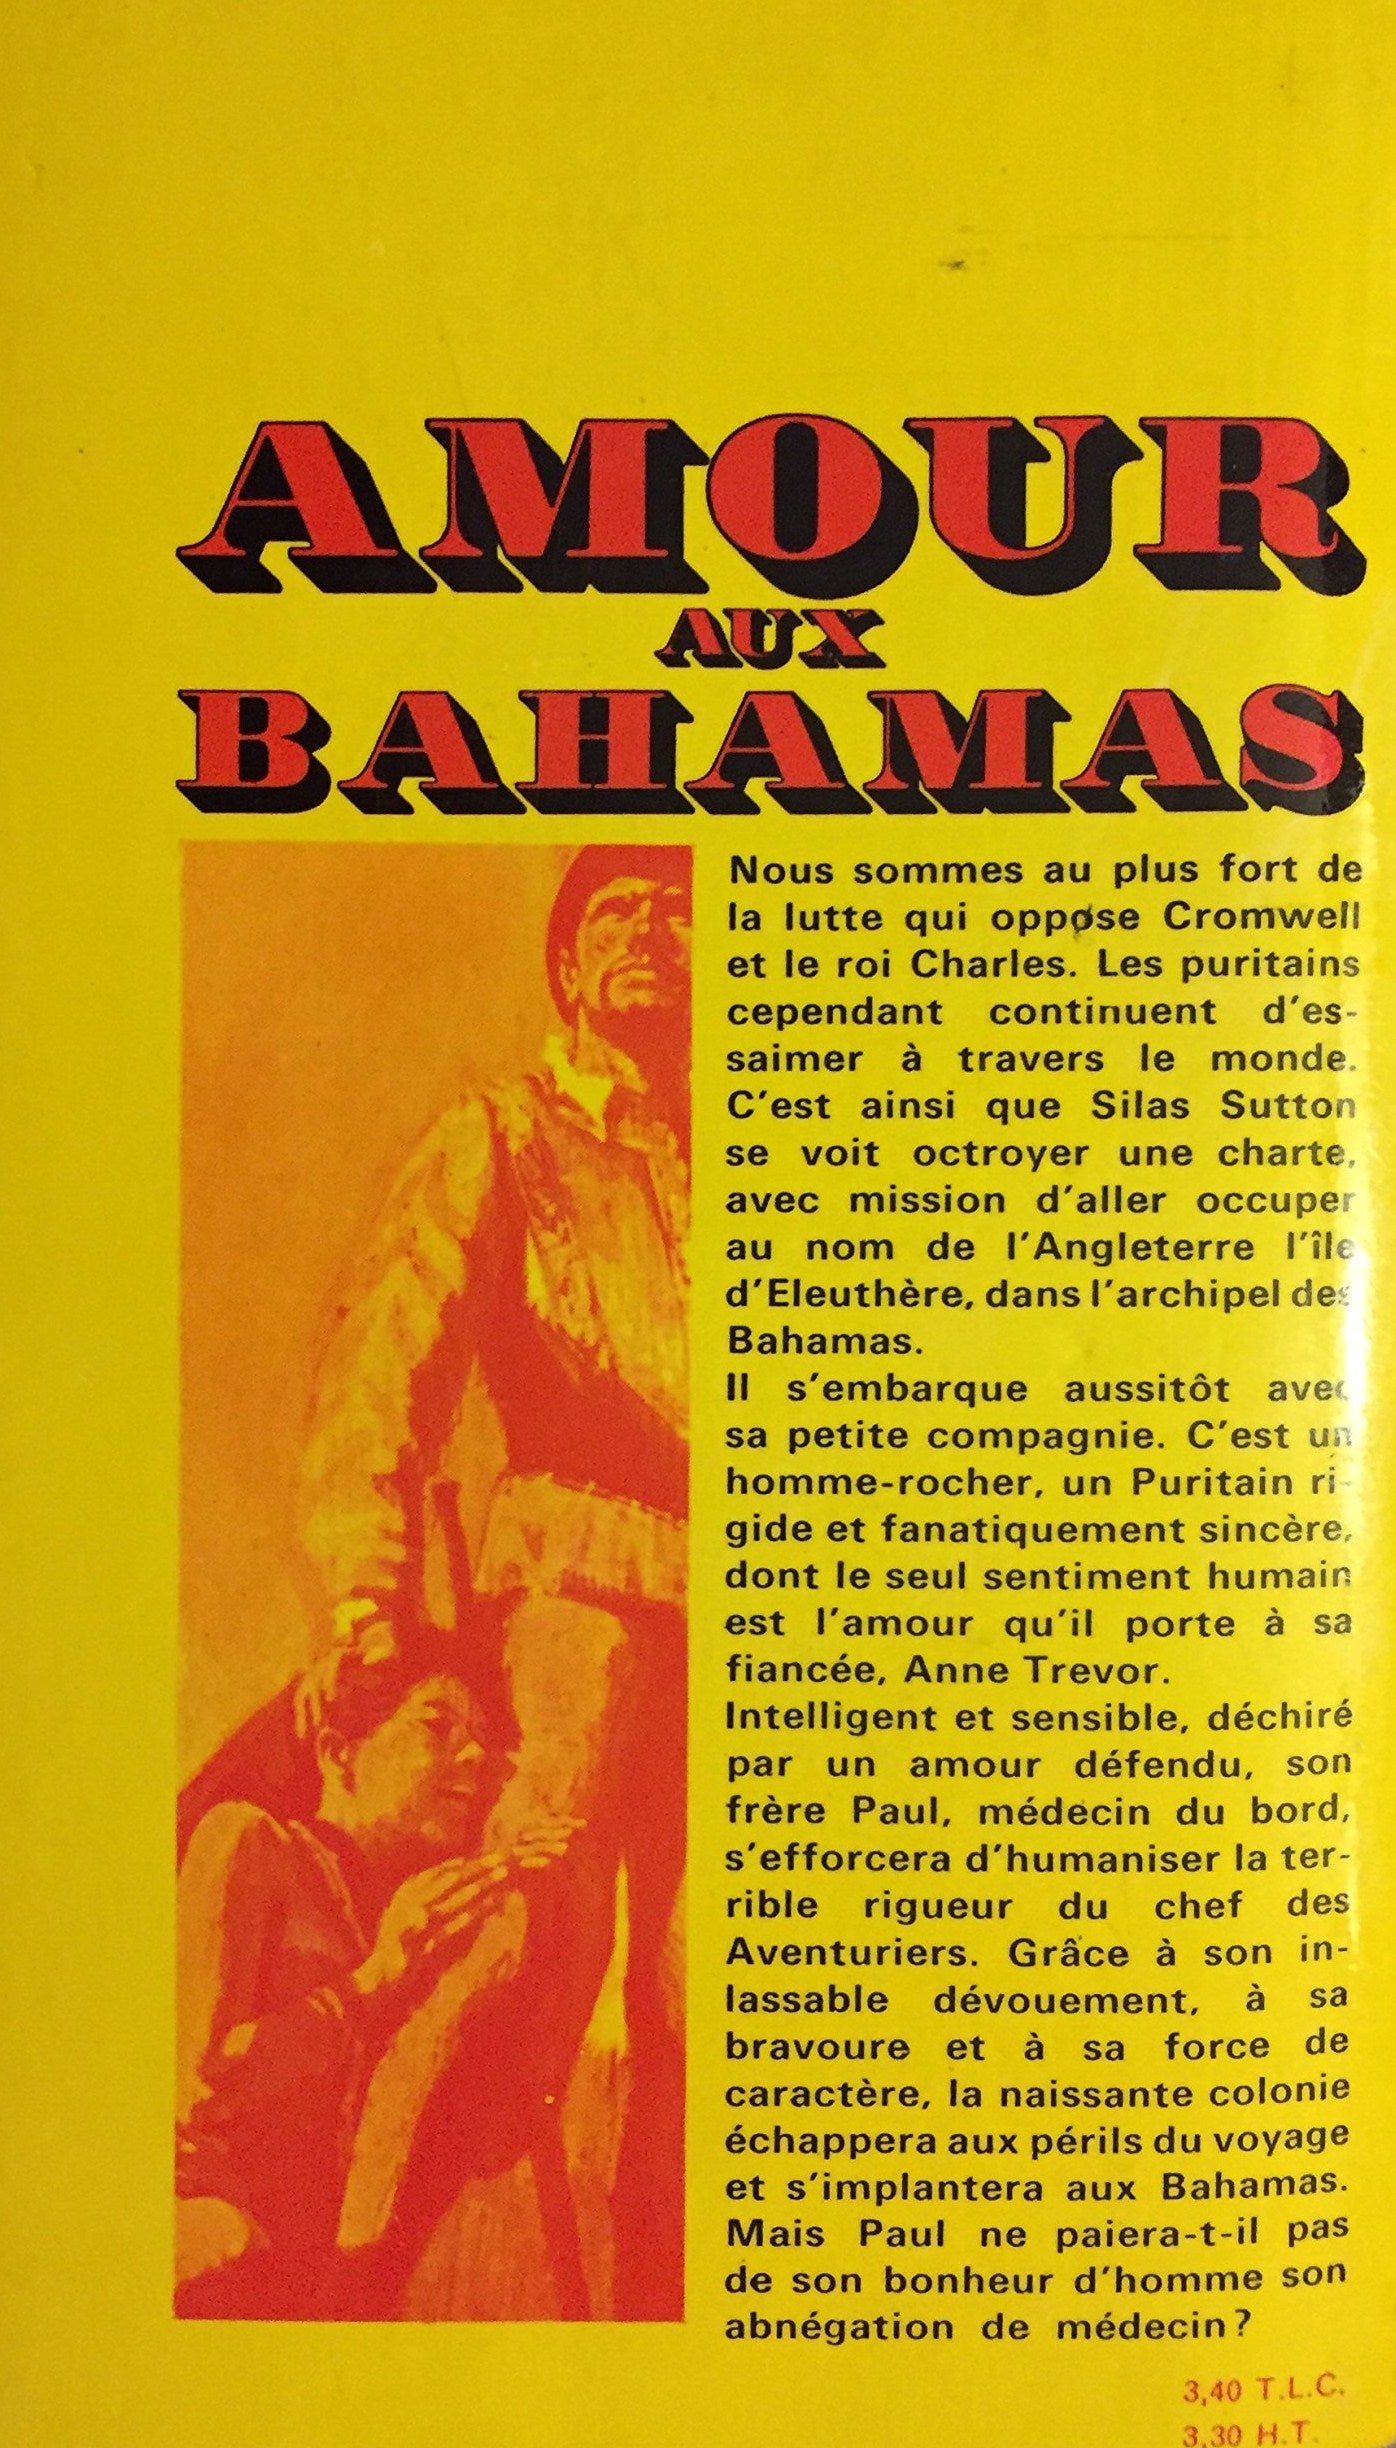 AMOUR
AUX
BAHAMAS
Nous sommes au plus fort de
la lutte qui oppose Cromwell
et le roi Charles. Les puritains
cependant continuent d'es-
saimer à travers le monde.
C'est ainsi que Silas Sutton
se voit octroyer une charte,
avec mission d'aller occuper
au nom de l'Angleterre l'île
d'Eleuthère, dans l'archipel des
Bahamas.
Il s'embarque aussitôt avec
sa petite compagnie. C'est un
homme-rocher, un Puritain ri-
gide et fanatiquement sincère,
dont le seul sentiment humain
est l'amour qu'il porte à sa
fiancée, Anne Trevor.
Intelligent et sensible, déchiré
par un amour défendu, son
frère Paul, médecin du bord,
s'efforcera d'humaniser la ter-
rible rigueur du chef des
Aventuriers. Grâce à son in-
lassable dévouement, à sa
bravoure et à sa force de
caractère, la naissante colonie
échappera aux périls du voyage
et s'implantera aux Bahamas.
Mais Paul ne paiera-t-il pas
de son bonheur d'homme son
abnégation de médecin?
3,40 T.L.C.
3,30 H.T.